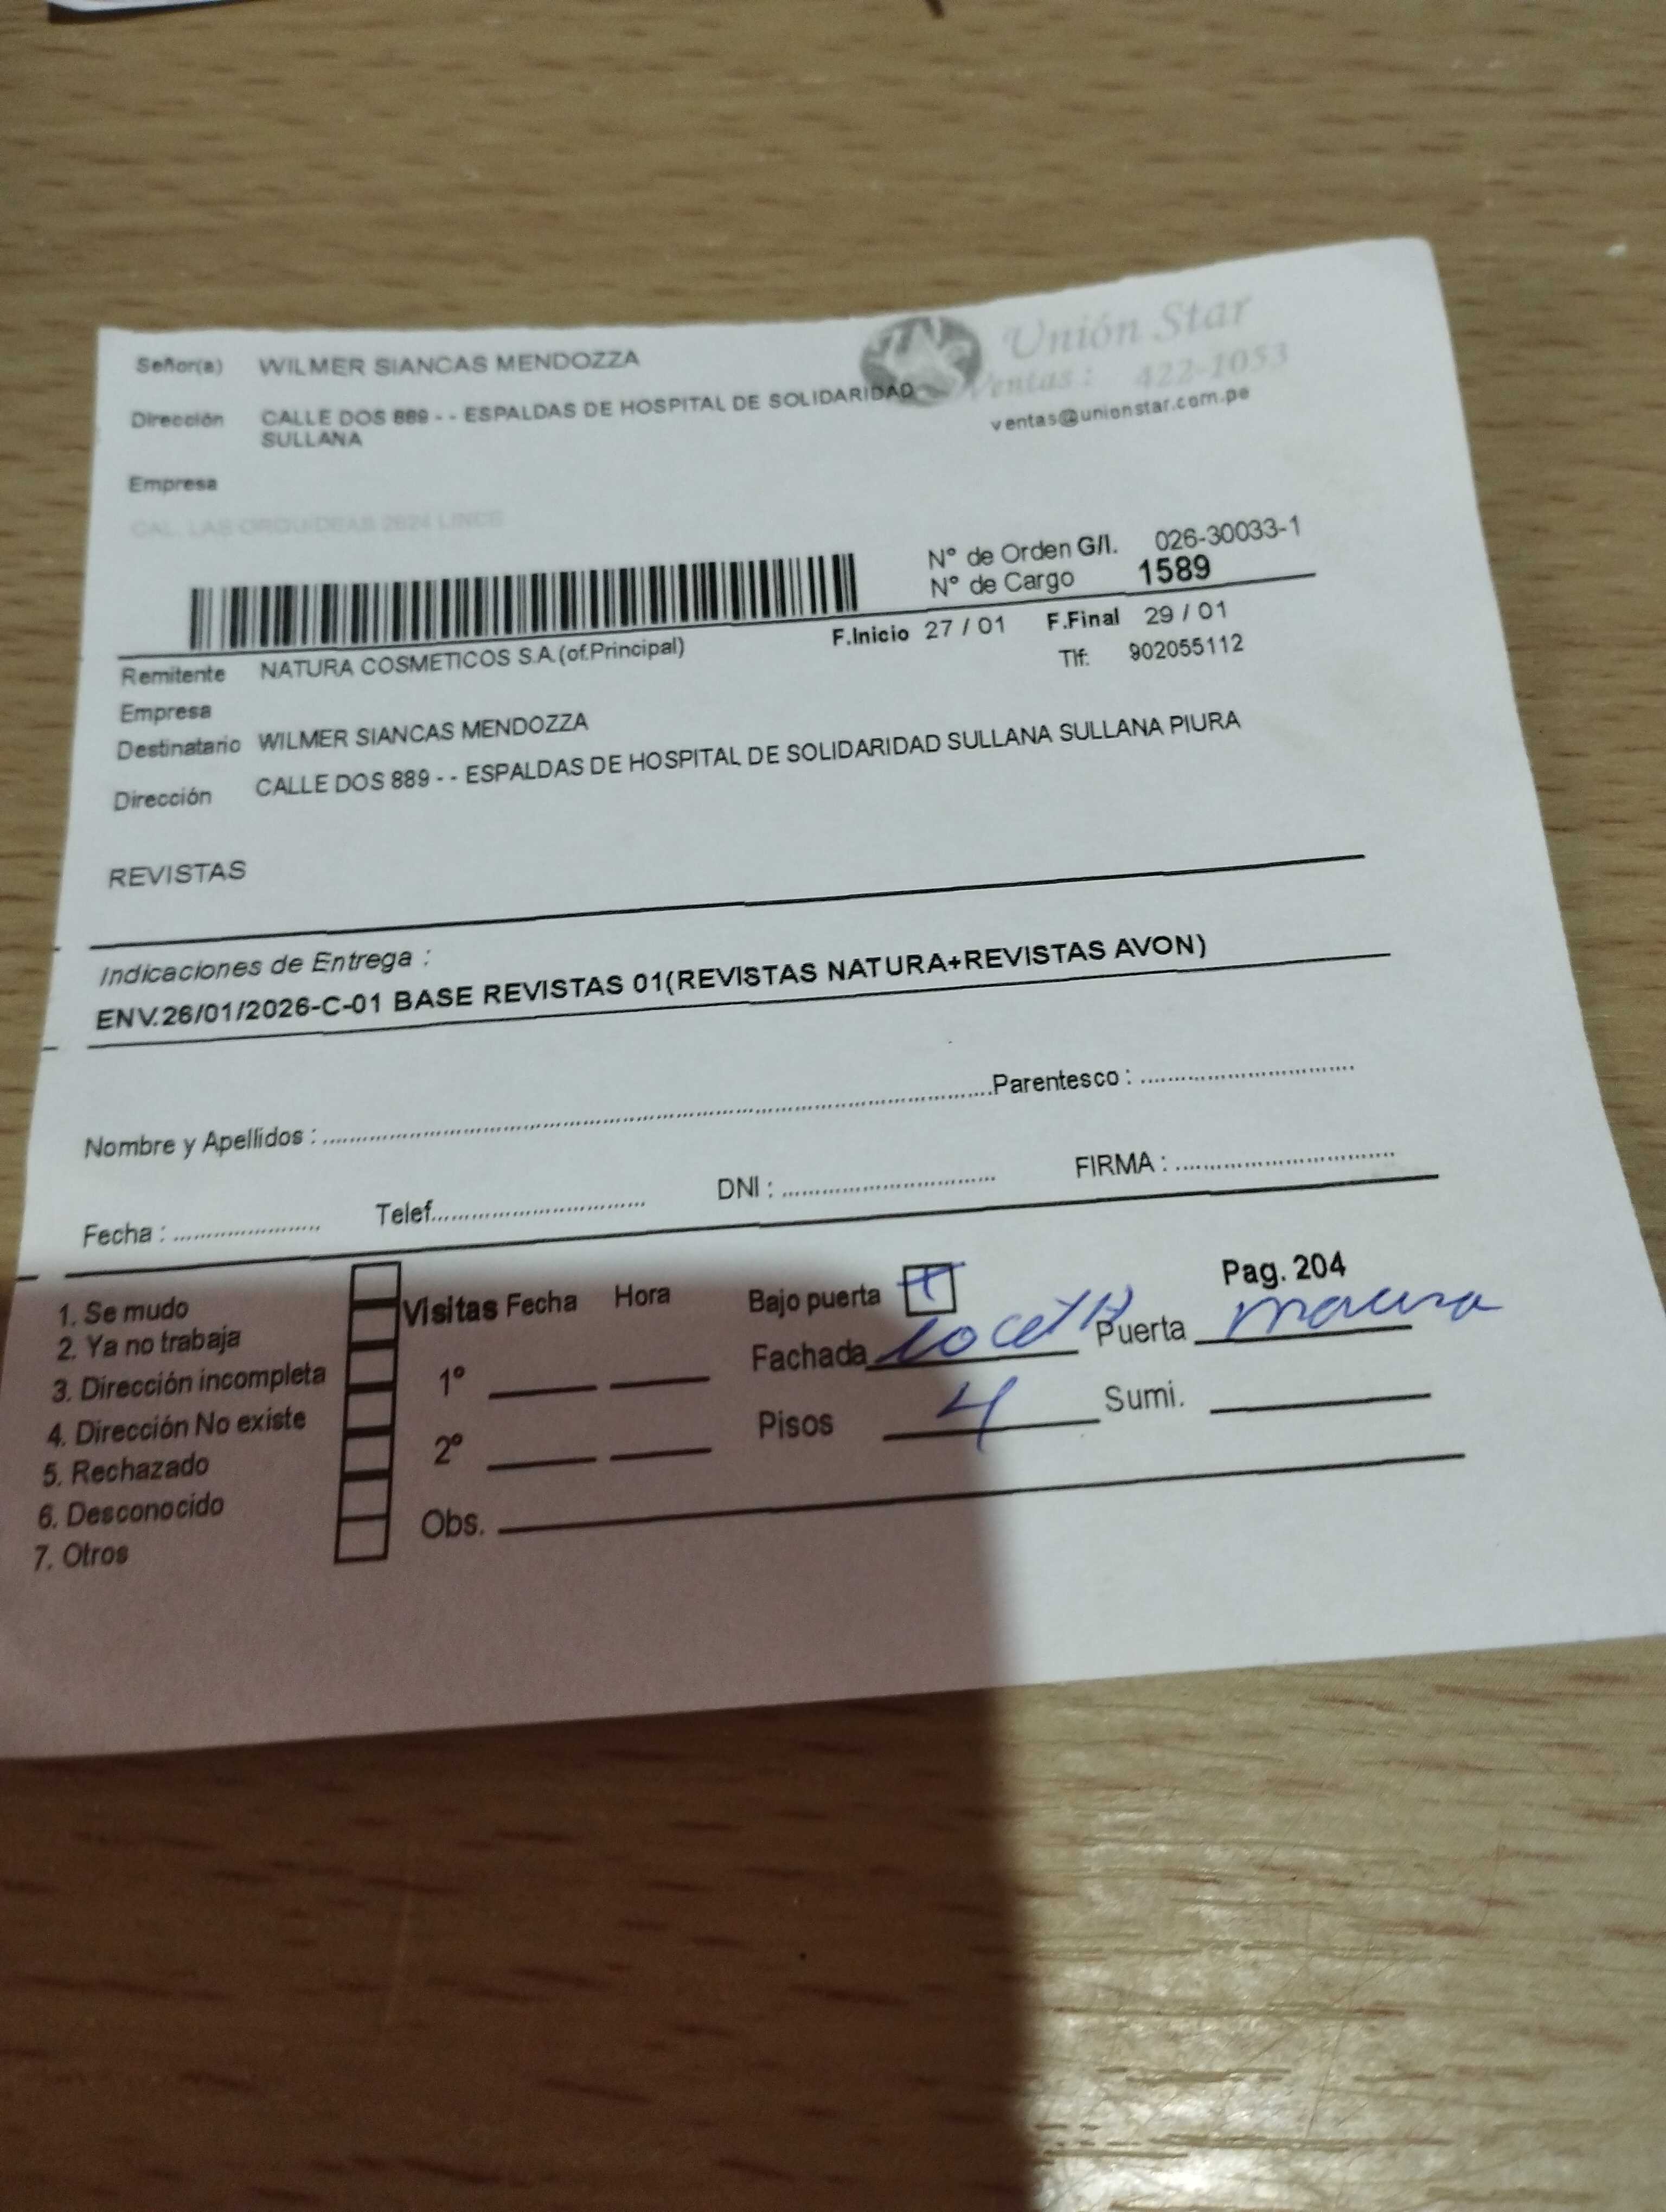 Unión Star
Ventas: 422-1053
ventas@unionstar.com.pe
Señor(a) WILMER SIANCAS MENDOZZA
Dirección CALLE DOS 889 - - ESPALDAS DE HOSPITAL DE SOLIDARIDAD
SULLANA
Empresa
CAL. LAS ORQUIDEAS 2624 LINCE
N° de Orden G/I. 026-30033-1
N° de Cargo 1589
F.Inicio 27 / 01 F.Final 29 / 01
Remitente NATURA COSMETICOS S.A.(of.Principal) Tlf: 902055112
Empresa
Destinatario WILMER SIANCAS MENDOZZA
Dirección CALLE DOS 889 - - ESPALDAS DE HOSPITAL DE SOLIDARIDAD SULLANA SULLANA PIURA
REVISTAS
Indicaciones de Entrega :
ENV.26/01/2026-C-01 BASE REVISTAS 01(REVISTAS NATURA+REVISTAS AVON)
Nombre y Apellidos : Parentesco :
Fecha : Telef. DNI : FIRMA :
Pag. 204
1. Se mudo
2. Ya no trabaja
3. Dirección incompleta
4. Dirección No existe
5. Rechazado
6. Desconocido
7. Otros
Visitas Fecha Hora
1°
2°
Obs.
Bajo puerta
Fachada Puerta
Pisos 4 Sumi.